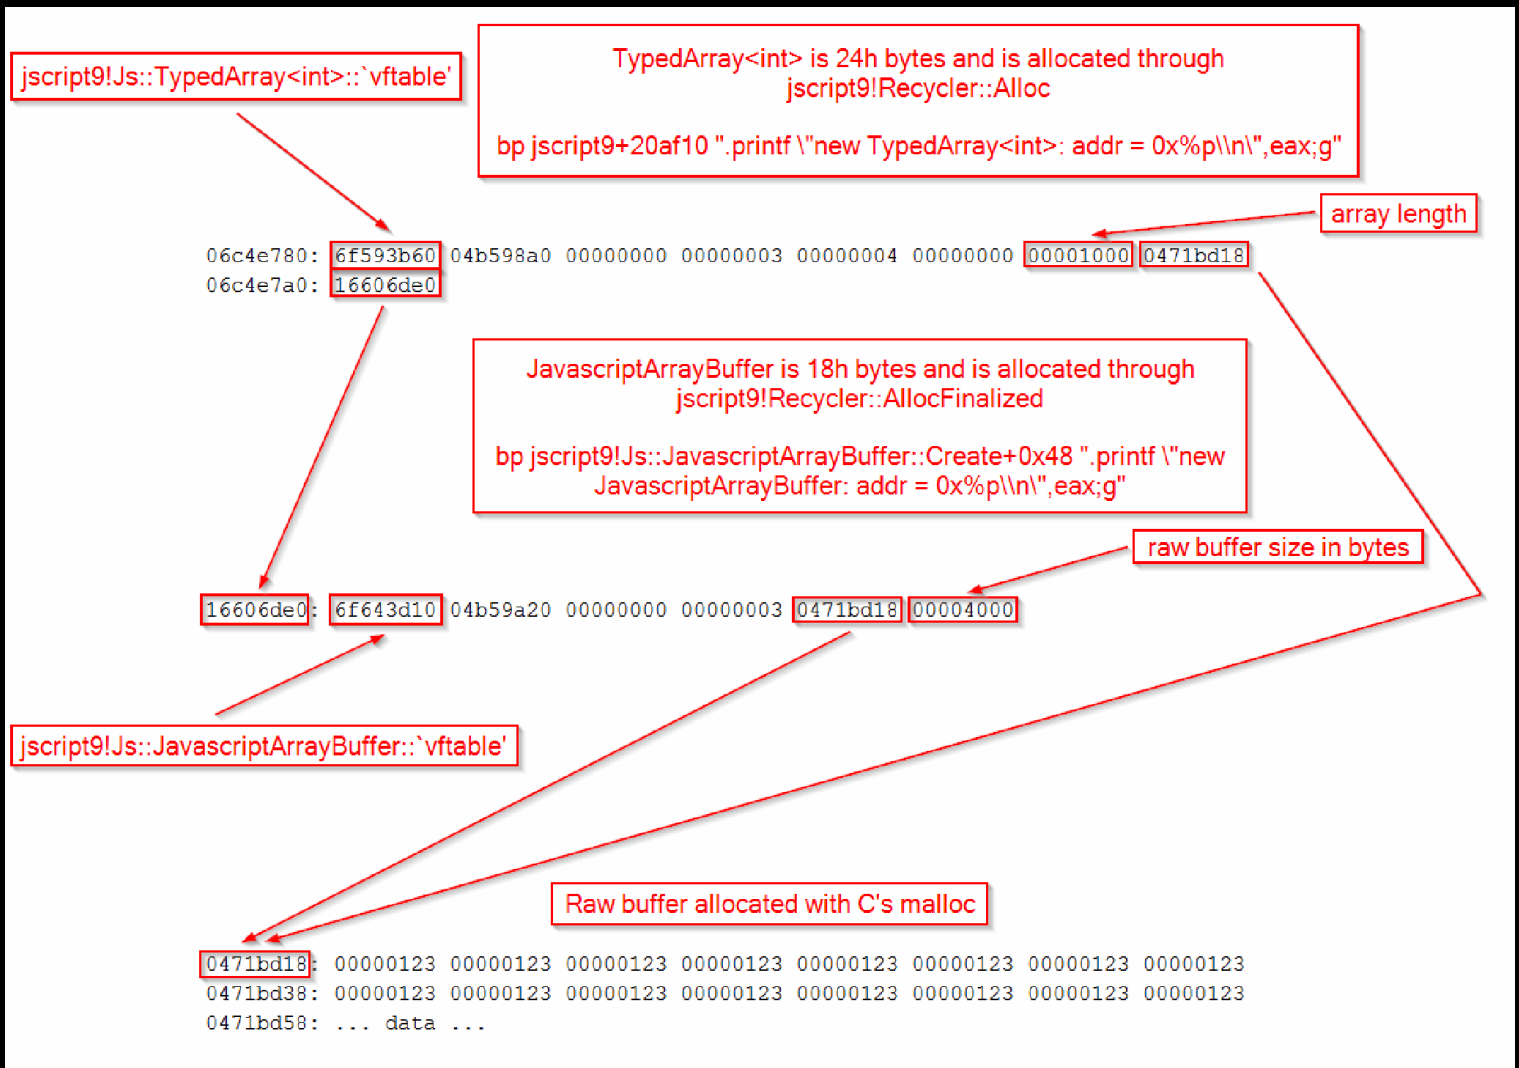 jscript9!Js::TypedArray<int>::`vftable'
TypedArray<int> is 24h bytes and is allocated through
jscript9!Recycler::Alloc
bp jscript9+20af10 ".printf \"new TypedArray<int>: addr = 0x%p\\n\",eax;g"
array length
06c4e780: 6f593b60 04b598a0 00000000 00000003 00000004 00000000 00001000 0471bd18
06c4e7a0: 16606de0
JavascriptArrayBuffer is 18h bytes and is allocated through
jscript9!Recycler::AllocFinalized
bp jscript9!Js::JavascriptArrayBuffer::Create+0x48 ".printf \"new
JavascriptArrayBuffer: addr = 0x%p\\n\",eax;g"
raw buffer size in bytes
16606de0: 6f643d10 04b59a20 00000000 00000003 0471bd18 00004000
jscript9!Js::JavascriptArrayBuffer::`vftable'
Raw buffer allocated with C's malloc
0471bd18: 00000123 00000123 00000123 00000123 00000123 00000123 00000123 00000123
0471bd38: 00000123 00000123 00000123 00000123 00000123 00000123 00000123 00000123
0471bd58: ... data ...